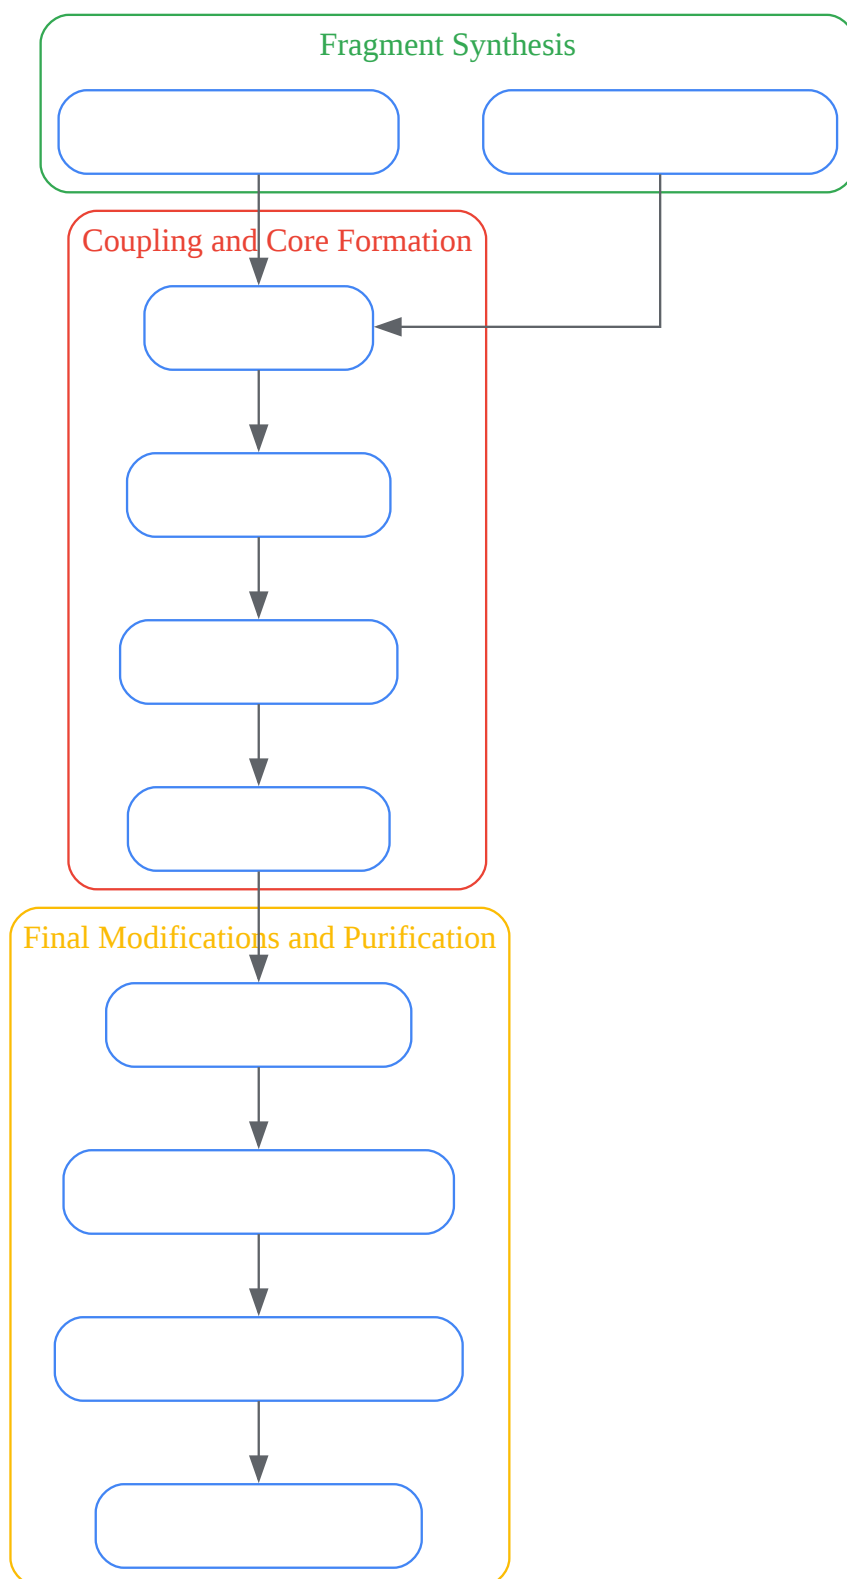 Fragment Synthesis
Coupling and Core Formation
Final Modifications and Purification